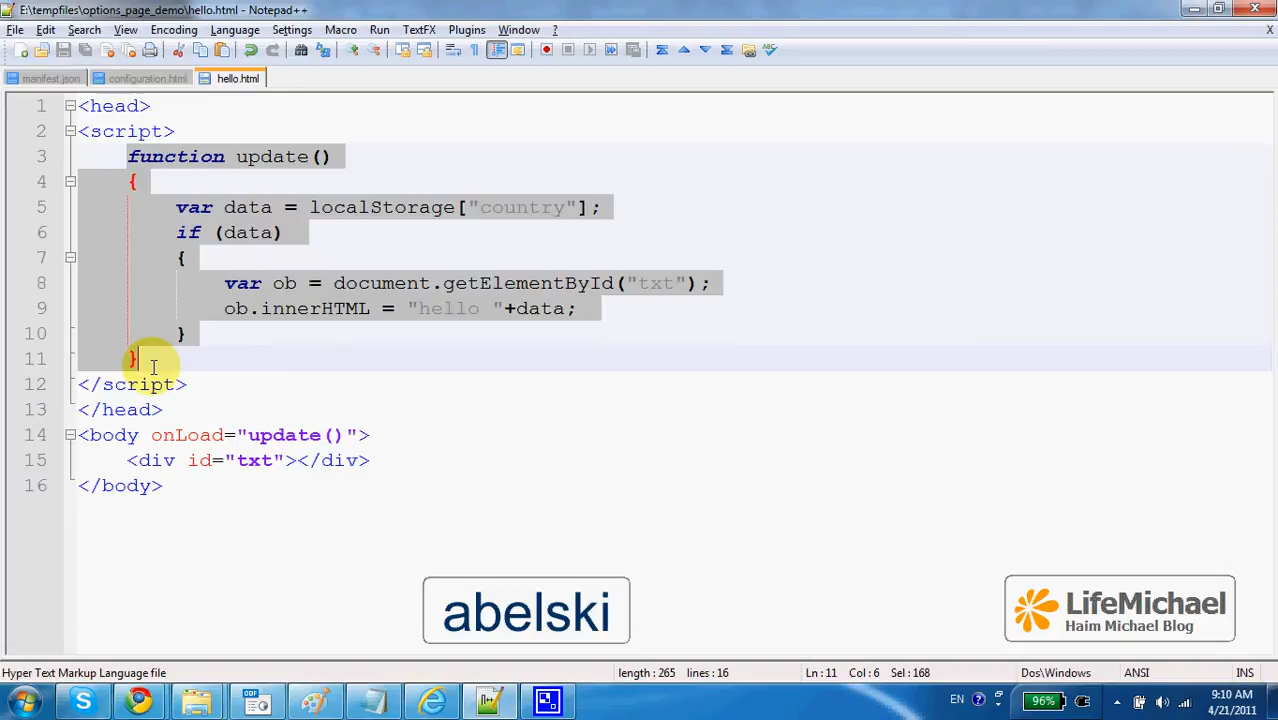 E:\tempfiles\options_page_demo\hello.html - Notepad++
File Edit Search View Encoding Language Settings Macro Run TextFX Plugins Window ? X
manifest.json configuration.html hello.html
1 <head>
2 <script>
3 function update()
4 {
5 var data = localStorage["country"];
6 if (data)
7 {
8 var ob = document.getElementById("txt");
9 ob.innerHTML = "hello "+data;
10 }
11 }
12 </script>
13 </head>
14 <body onLoad="update()">
15 <div id="txt"></div>
16 </body>
abelski
LifeMichael
Haim Michael Blog
Hyper Text Markup Language file length : 265 lines : 16 Ln : 11 Col : 6 Sel : 168 Dos\Windows ANSI INS
EN 96% 9:10 AM
4/21/2011